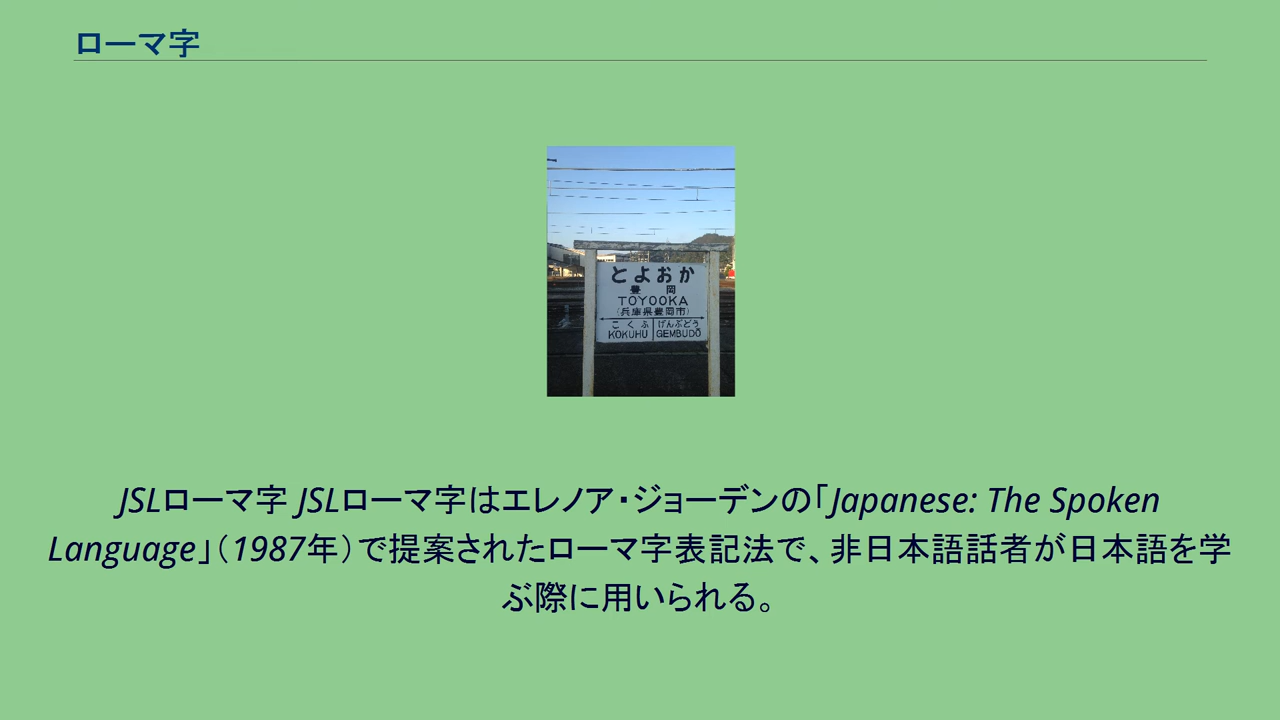 ローマ字
とよおか
豊岡
TOYOOKA
(兵庫県豊岡市)
こくふ げんぶどう
KOKUHU GEMBUDŌ
JSLローマ字 JSLローマ字はエレノア・ジョーデンの「Japanese: The Spoken
Language」(1987年)で提案されたローマ字表記法で、非日本語話者が日本語を学
ぶ際に用いられる。